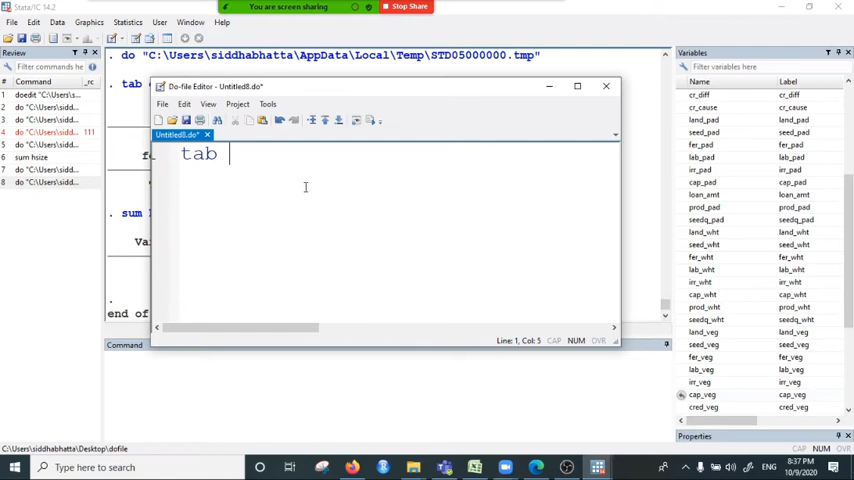 Stata/IC 14.2
You are screen sharing
Stop Share
File Edit Data Graphics Statistics User Window Help
Review
Filter commands he
# Command _rc
1 doedit "C:\Users\s...
2 do "C:\Users\sidd...
3 do "C:\Users\sidd...
4 do "C:\Users\sidd... 111
5 do "C:\Users\sidd...
6 sum hsize
7 do "C:\Users\sidd...
8 do "C:\Users\sidd...
. do "C:\Users\siddhabhatta\AppData\Local\Temp\STD05000000.tmp"
. tab
. sum
Va
.
end of
Do-file Editor - Untitled8.do*
File Edit View Project Tools
Untitled8.do*
tab
Line: 1, Col: 5 CAP NUM OVR
Command
Variables
Filter variables here
Name Label
cr_diff cr_diff
cr_cause cr_cause
land_pad land_pad
seed_pad seed_pad
fer_pad fer_pad
lab_pad lab_pad
irr_pad irr_pad
cap_pad cap_pad
loan_amt loan_amt
prod_pad prod_pad
seedq_pad seedq_pad
land_wht land_wht
seed_wht seed_wht
fer_wht fer_wht
lab_wht lab_wht
irr_wht irr_wht
cap_wht cap_wht
prod_wht prod_wht
seedq_wht seedq_wht
land_veg land_veg
seed_veg seed_veg
fer_veg fer_veg
lab_veg lab_veg
irr_veg irr_veg
cap_veg cap_veg
cred_veg cred_veg
Properties
C:\Users\siddhabhatta\Desktop\dofile
CAP NUM OVR
Type here to search
ENG
8:37 PM
10/9/2020